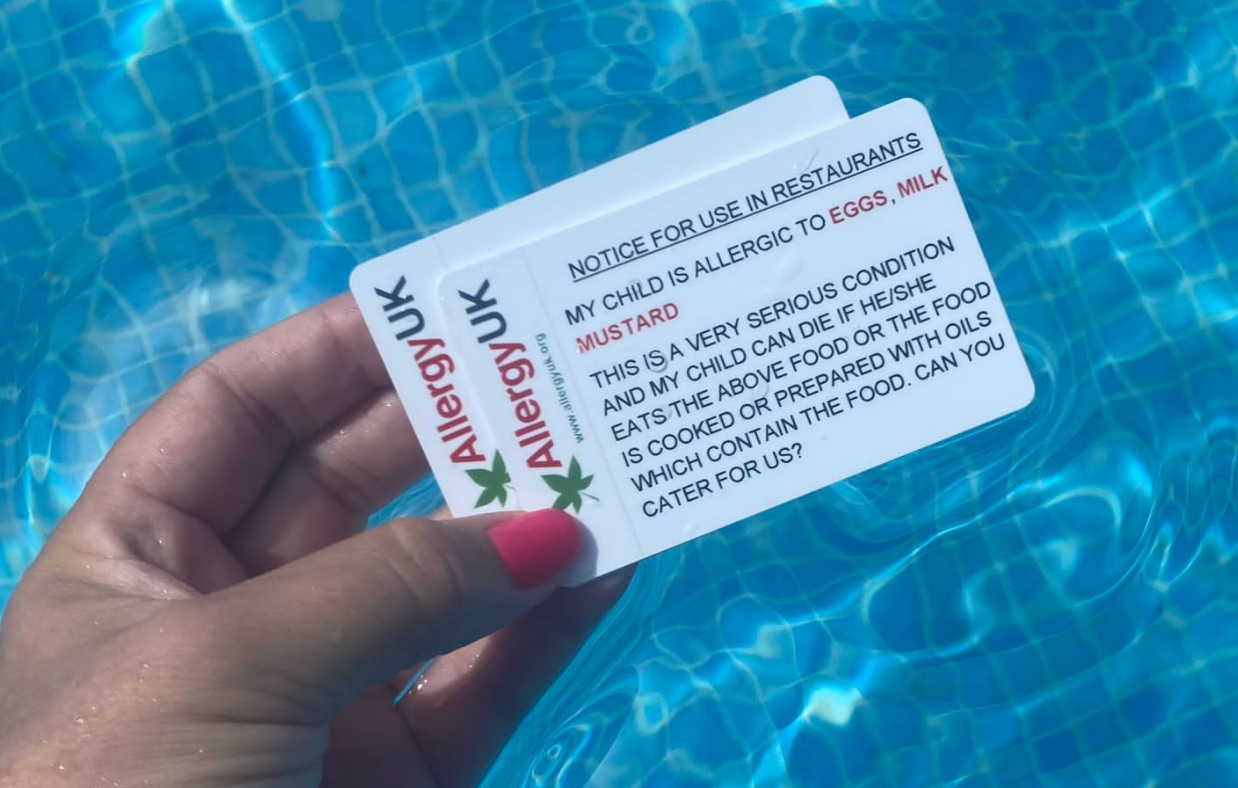 NOTICE FOR USE IN RESTAURANTS
MY CHILD IS ALLERGIC TO EGGS, MILK
MUSTARD
THIS IS A VERY SERIOUS CONDITION
AND MY CHILD CAN DIE IF HE/SHE
EATS THE ABOVE FOOD OR THE FOOD
IS COOKED OR PREPARED WITH OILS
WHICH CONTAIN THE FOOD. CAN YOU
CATER FOR US?
AllergyUK
AllergyUK
www.allergyuk.org